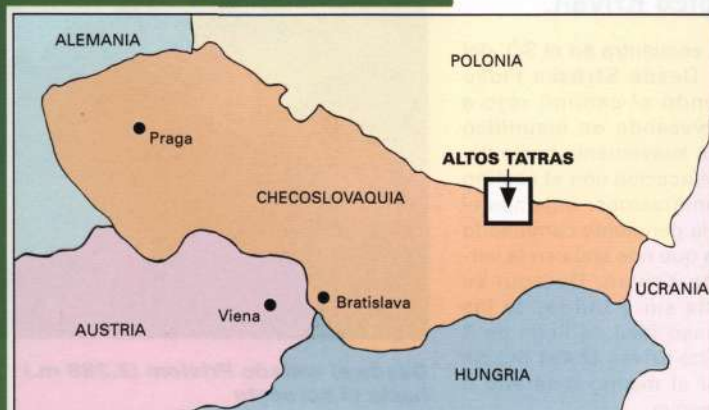 ALEMANIA
POLONIA
Praga
ALTOS TATRAS
CHECOSLOVAQUIA
UCRANIA
Viena
Bratislava
AUSTRIA
HUNGRIA